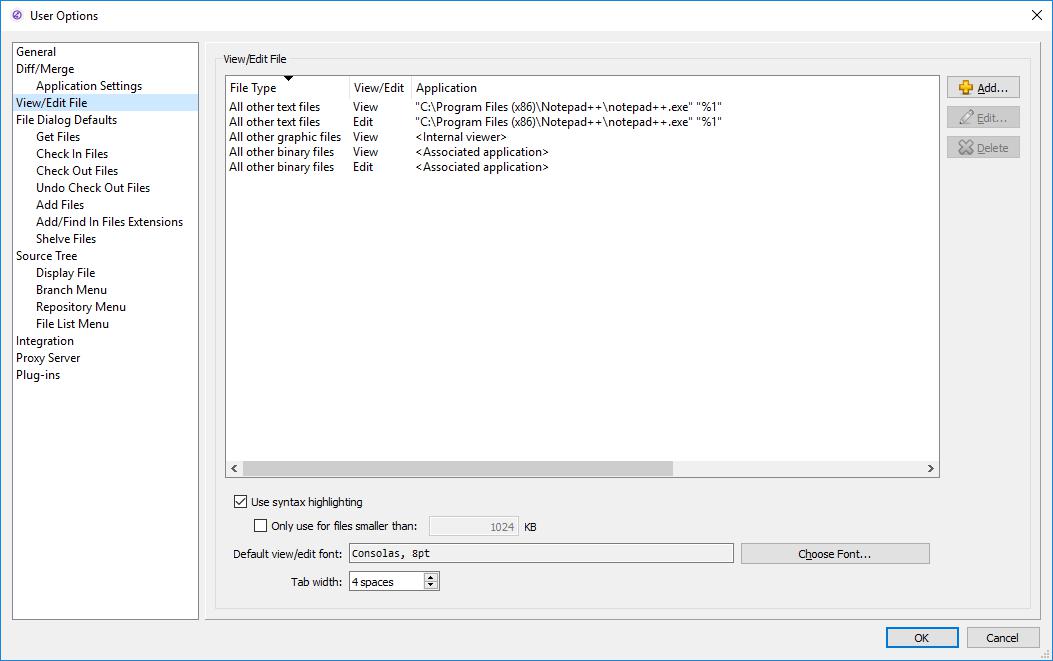 User Options
General
Diff/Merge
Application Settings
View/Edit File
File Dialog Defaults
Get Files
Check In Files
Check Out Files
Undo Check Out Files
Add Files
Add/Find In Files Extensions
Shelve Files
Source Tree
Display File
Branch Menu
Repository Menu
File List Menu
Integration
Proxy Server
Plug-ins
View/Edit File
File Type View/Edit Application
All other text files View "C:\Program Files (x86)\Notepad++\notepad++.exe" "%1"
All other text files Edit "C:\Program Files (x86)\Notepad++\notepad++.exe" "%1"
All other graphic files View <Internal viewer>
All other binary files View <Associated application>
All other binary files Edit <Associated application>
Add...
Edit...
Delete
Use syntax highlighting
Only use for files smaller than: 1024 KB
Default view/edit font: Consolas, 8pt Choose Font...
Tab width: 4 spaces
OK Cancel